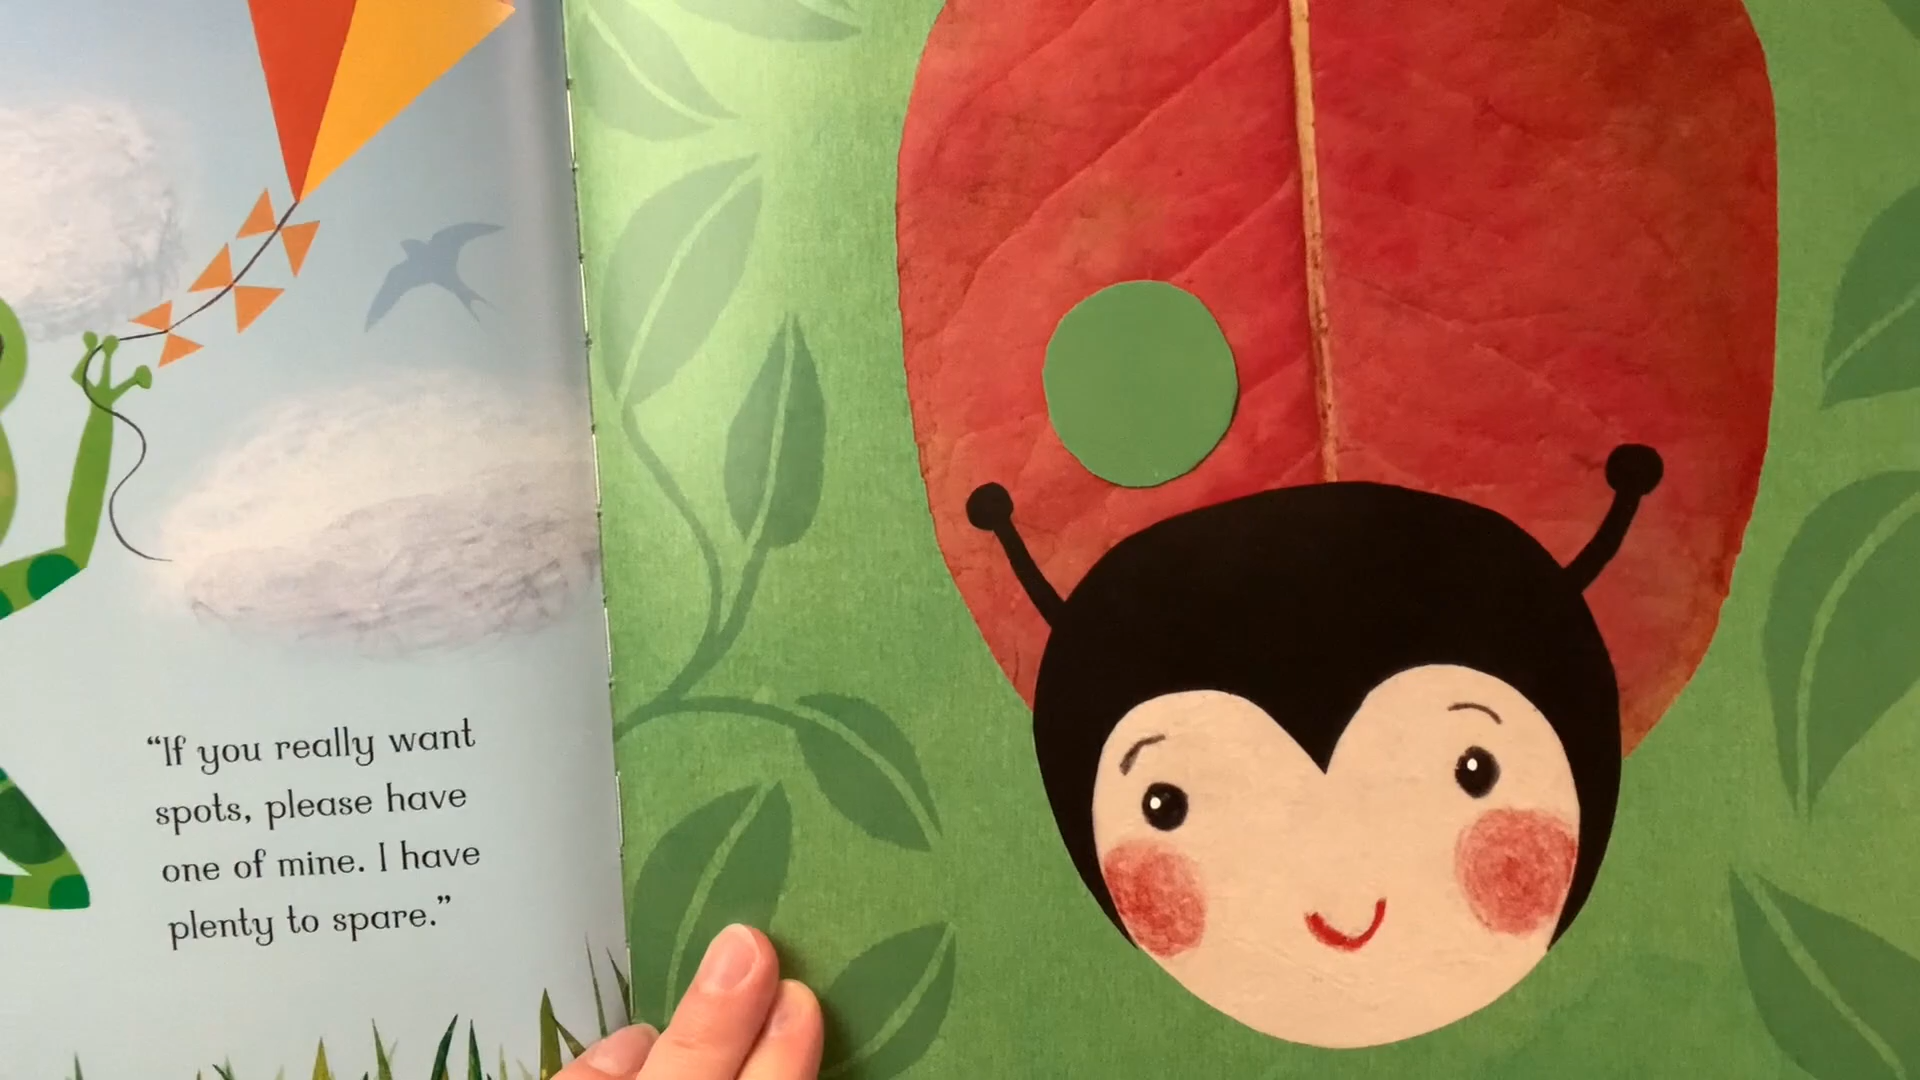 “If you really want
spots, please have
one of mine. I have
plenty to spare.”